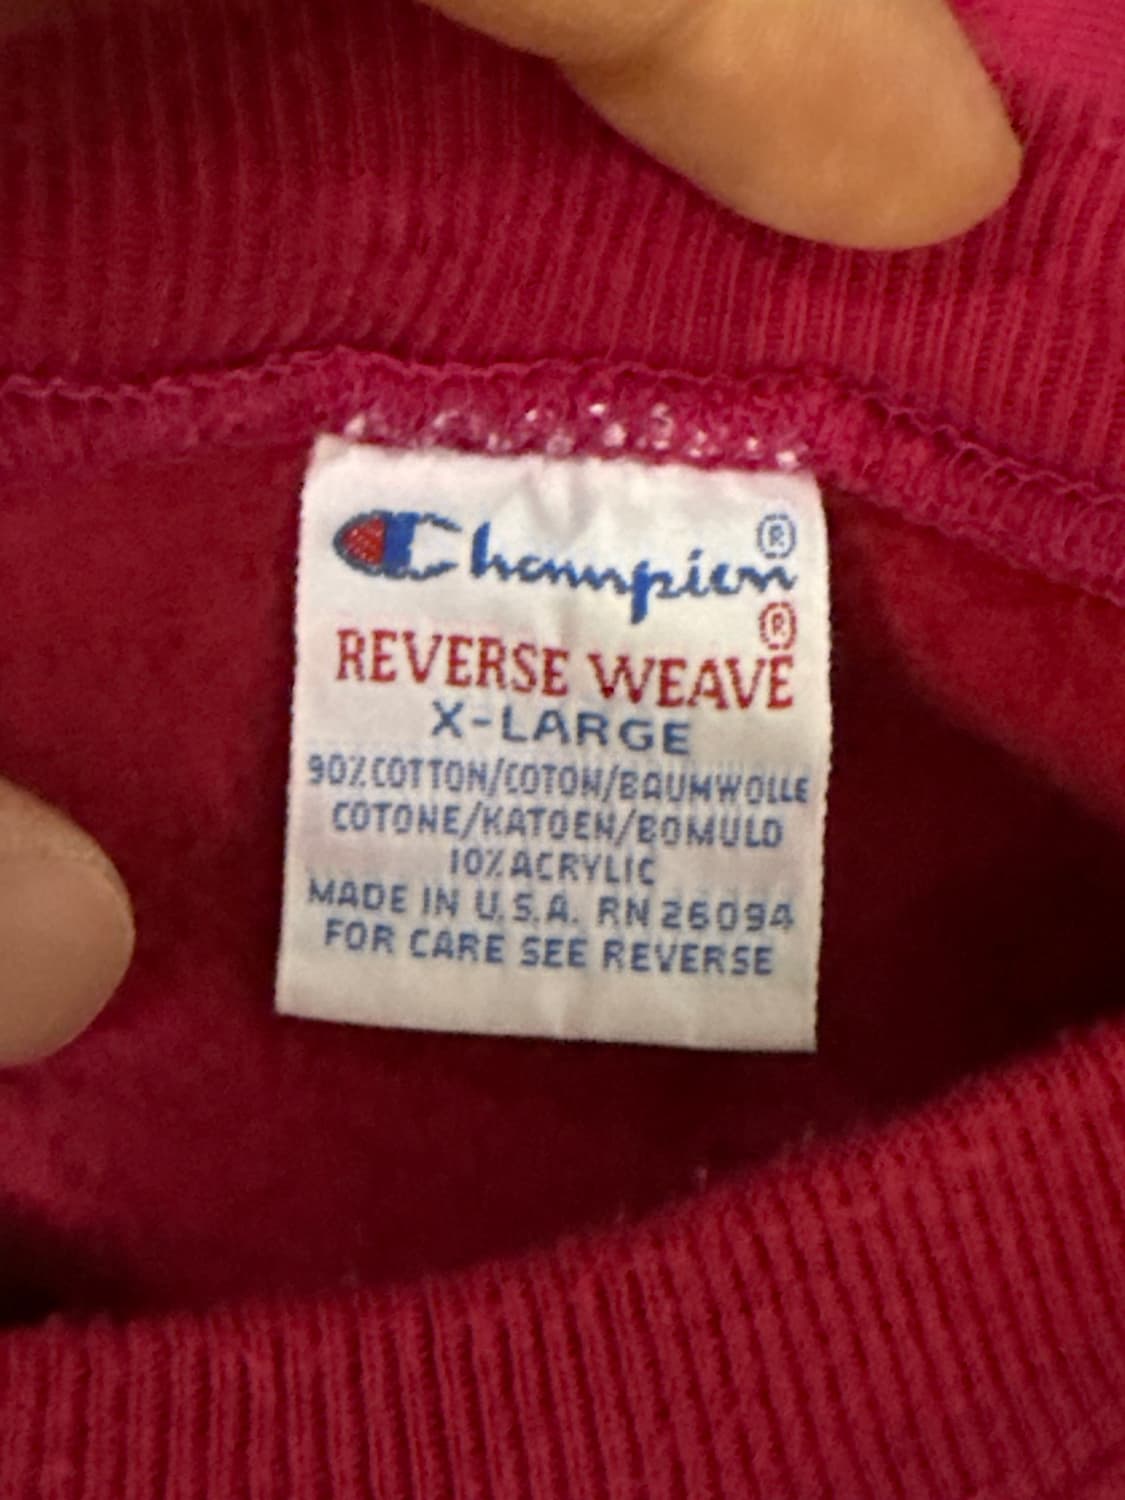 Champion®
REVERSE WEAVE®
X-LARGE
90% COTTON/COTON/BAUMWOLLE
COTONE/KATOEN/BOMULD
10% ACRYLIC
MADE IN U.S.A. RN 26094
FOR CARE SEE REVERSE